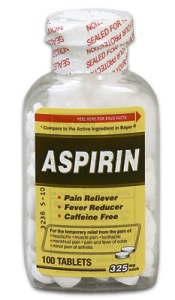 SEALED FOR YOUR
PEEL HERE FOR DRUG FACTS
*Compare to the Active Ingredient in Bayer®
ASPIRIN
• Pain Reliever
• Fever Reducer
• Caffeine Free
For the temporary relief from the pain of:
•headache •muscle pain •toothache
•menstrual pain • pain and fever of colds
•minor pain of arthritis
100 TABLETS
325